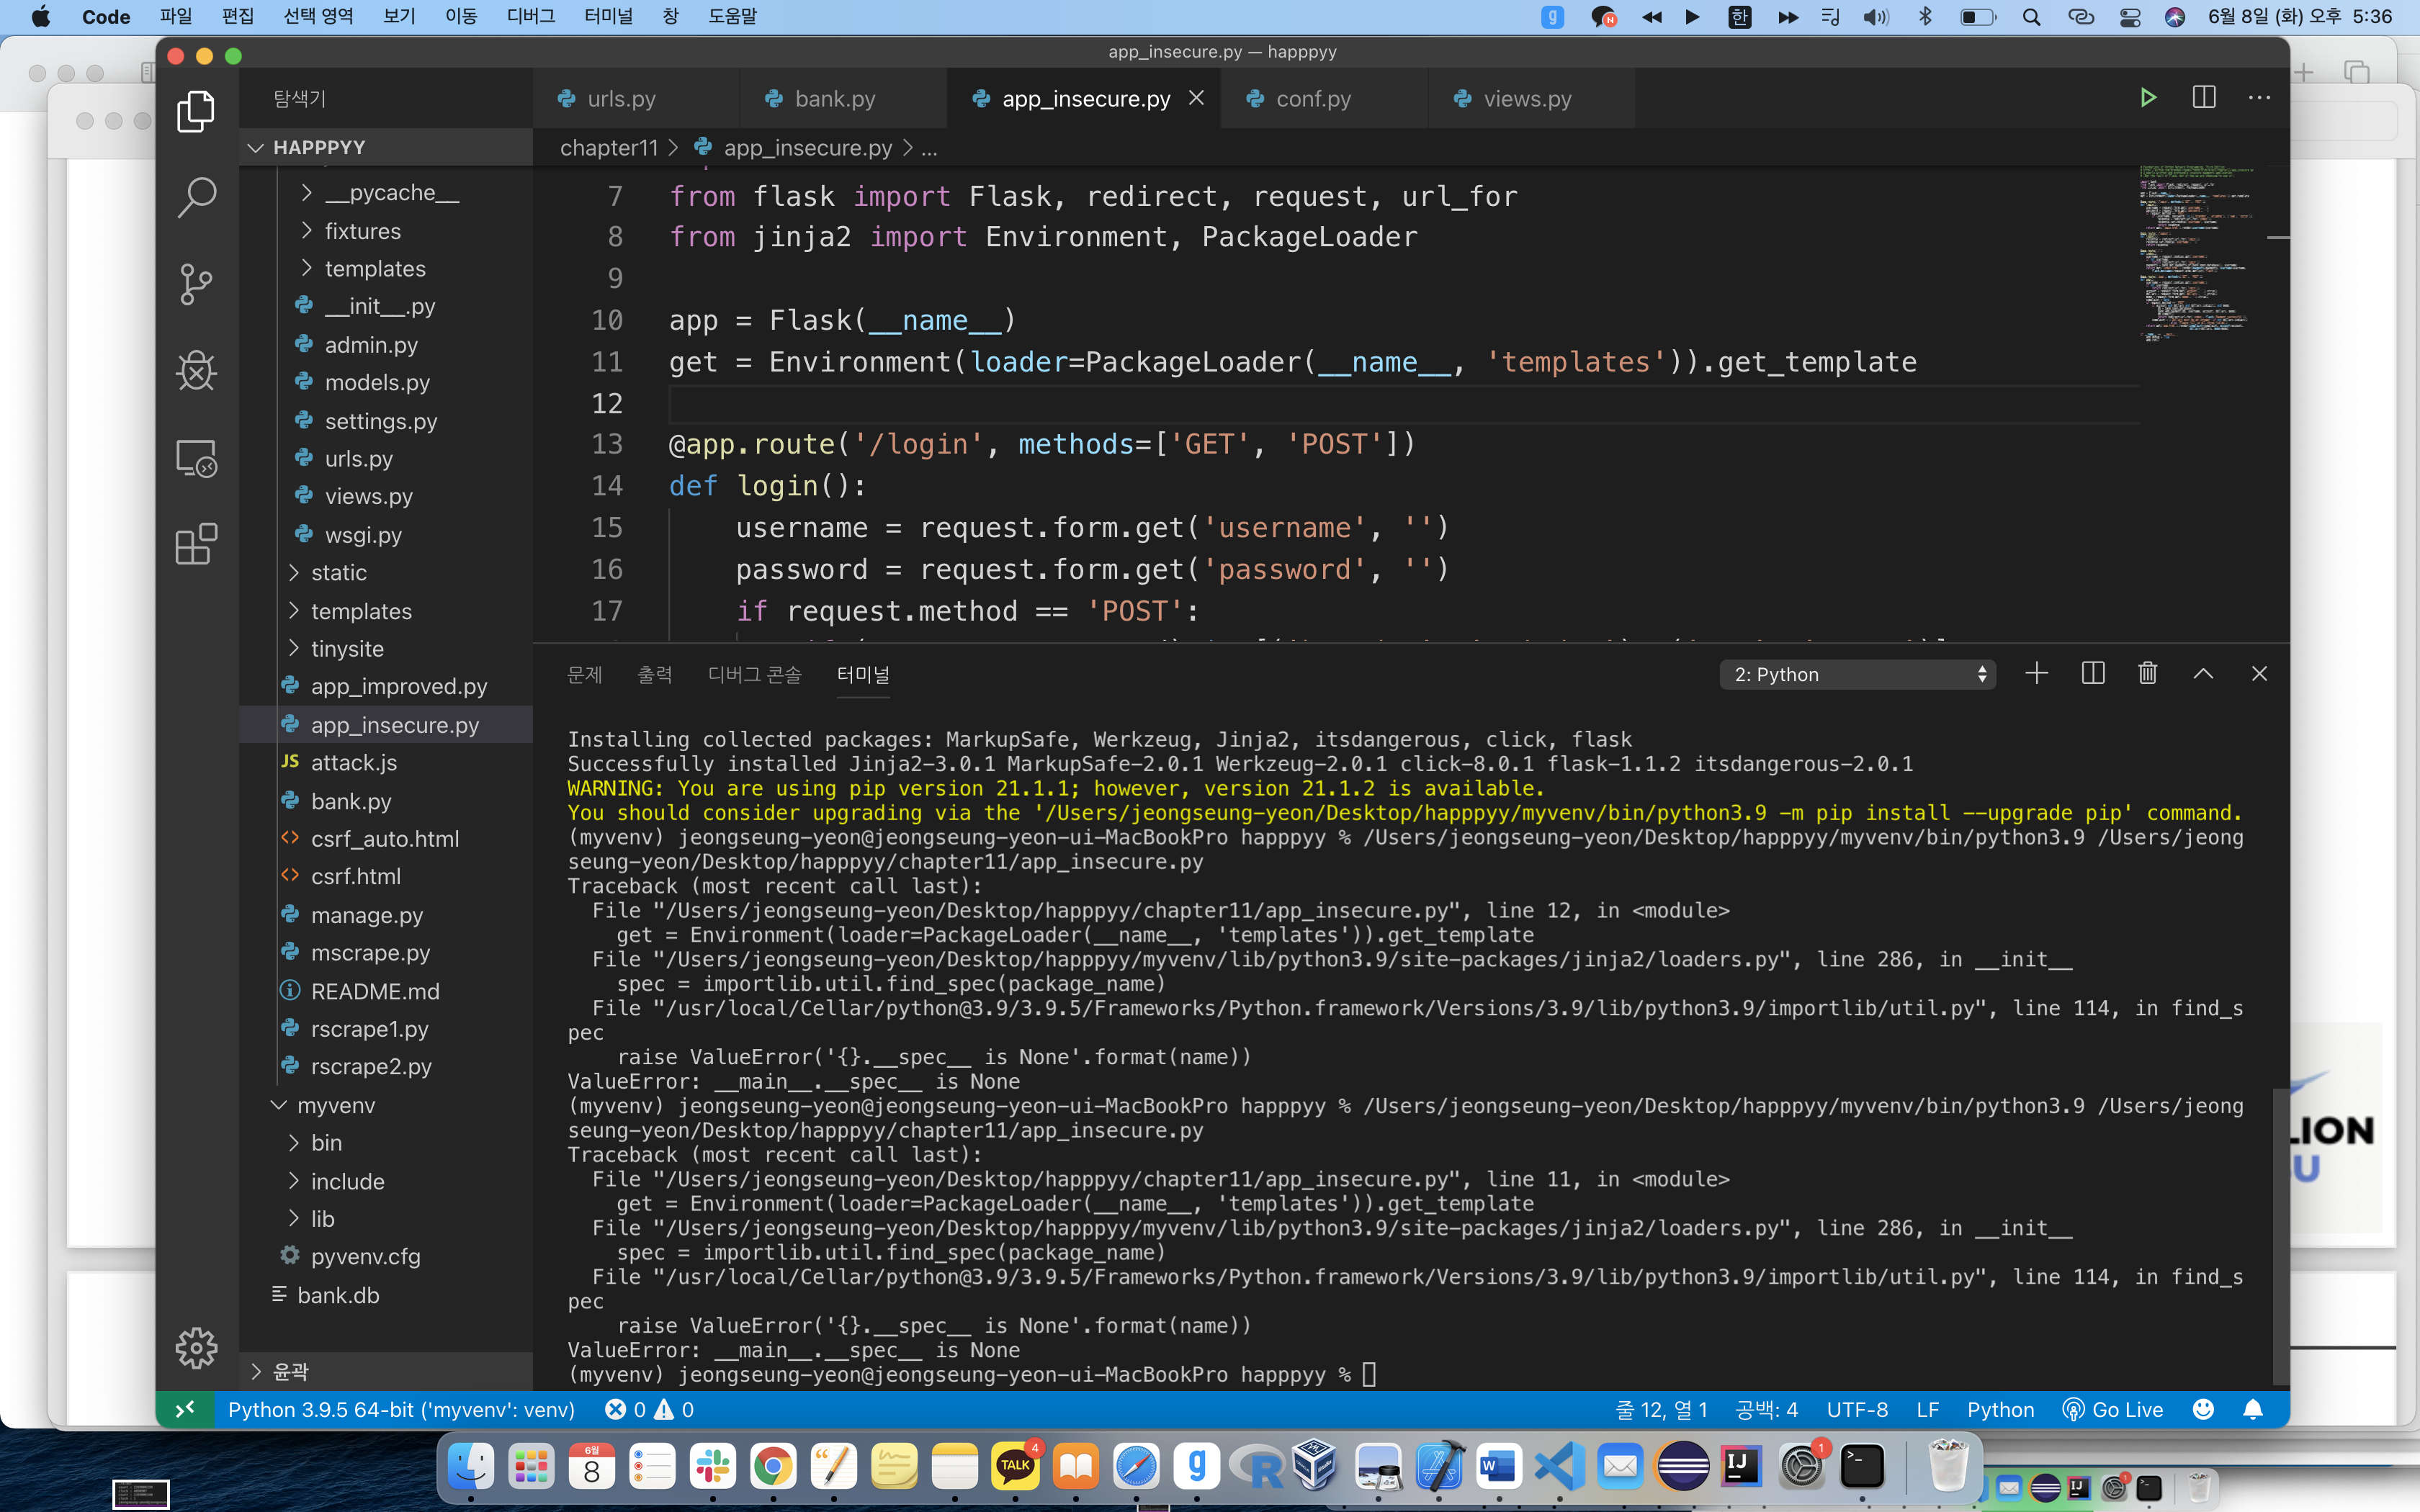 Code 파일 편집 선택 영역 보기 이동 디버그 터미널 창 도움말
6월 8일 (화) 오후 5:36
app_insecure.py — happpyy
탐색기
urls.py
bank.py
app_insecure.py
conf.py
views.py
HAPPPYY
chapter11 > app_insecure.py > ...
__pycache__
fixtures
templates
__init__.py
admin.py
models.py
settings.py
urls.py
views.py
wsgi.py
static
templates
tinysite
app_improved.py
app_insecure.py
JS attack.js
bank.py
csrf_auto.html
csrf.html
manage.py
mscrape.py
README.md
rscrape1.py
rscrape2.py
myvenv
bin
include
lib
pyvenv.cfg
bank.db
윤곽
7 from flask import Flask, redirect, request, url_for
8 from jinja2 import Environment, PackageLoader
9
10 app = Flask(__name__)
11 get = Environment(loader=PackageLoader(__name__, 'templates')).get_template
12
13 @app.route('/login', methods=['GET', 'POST'])
14 def login():
15 username = request.form.get('username', '')
16 password = request.form.get('password', '')
17 if request.method == 'POST':
문제 출력 디버그 콘솔 터미널
2: Python
Installing collected packages: MarkupSafe, Werkzeug, Jinja2, itsdangerous, click, flask
Successfully installed Jinja2-3.0.1 MarkupSafe-2.0.1 Werkzeug-2.0.1 click-8.0.1 flask-1.1.2 itsdangerous-2.0.1
WARNING: You are using pip version 21.1.1; however, version 21.1.2 is available.
You should consider upgrading via the '/Users/jeongseung-yeon/Desktop/happpyy/myvenv/bin/python3.9 -m pip install --upgrade pip' command.
(myvenv) jeongseung-yeon@jeongseung-yeon-ui-MacBookPro happpyy % /Users/jeongseung-yeon/Desktop/happpyy/myvenv/bin/python3.9 /Users/jeong
seung-yeon/Desktop/happpyy/chapter11/app_insecure.py
Traceback (most recent call last):
File "/Users/jeongseung-yeon/Desktop/happpyy/chapter11/app_insecure.py", line 12, in <module>
get = Environment(loader=PackageLoader(__name__, 'templates')).get_template
File "/Users/jeongseung-yeon/Desktop/happpyy/myvenv/lib/python3.9/site-packages/jinja2/loaders.py", line 286, in __init__
spec = importlib.util.find_spec(package_name)
File "/usr/local/Cellar/python@3.9/3.9.5/Frameworks/Python.framework/Versions/3.9/lib/python3.9/importlib/util.py", line 114, in find_s
pec
raise ValueError('{}.__spec__ is None'.format(name))
ValueError: __main__.__spec__ is None
(myvenv) jeongseung-yeon@jeongseung-yeon-ui-MacBookPro happpyy % /Users/jeongseung-yeon/Desktop/happpyy/myvenv/bin/python3.9 /Users/jeong
seung-yeon/Desktop/happpyy/chapter11/app_insecure.py
Traceback (most recent call last):
File "/Users/jeongseung-yeon/Desktop/happpyy/chapter11/app_insecure.py", line 11, in <module>
get = Environment(loader=PackageLoader(__name__, 'templates')).get_template
File "/Users/jeongseung-yeon/Desktop/happpyy/myvenv/lib/python3.9/site-packages/jinja2/loaders.py", line 286, in __init__
spec = importlib.util.find_spec(package_name)
File "/usr/local/Cellar/python@3.9/3.9.5/Frameworks/Python.framework/Versions/3.9/lib/python3.9/importlib/util.py", line 114, in find_s
pec
raise ValueError('{}.__spec__ is None'.format(name))
ValueError: __main__.__spec__ is None
(myvenv) jeongseung-yeon@jeongseung-yeon-ui-MacBookPro happpyy %
LION
U
Python 3.9.5 64-bit ('myvenv': venv) 0 0
줄 12, 열 1 공백: 4 UTF-8 LF Python Go Live
6월
8
TALK
4
1